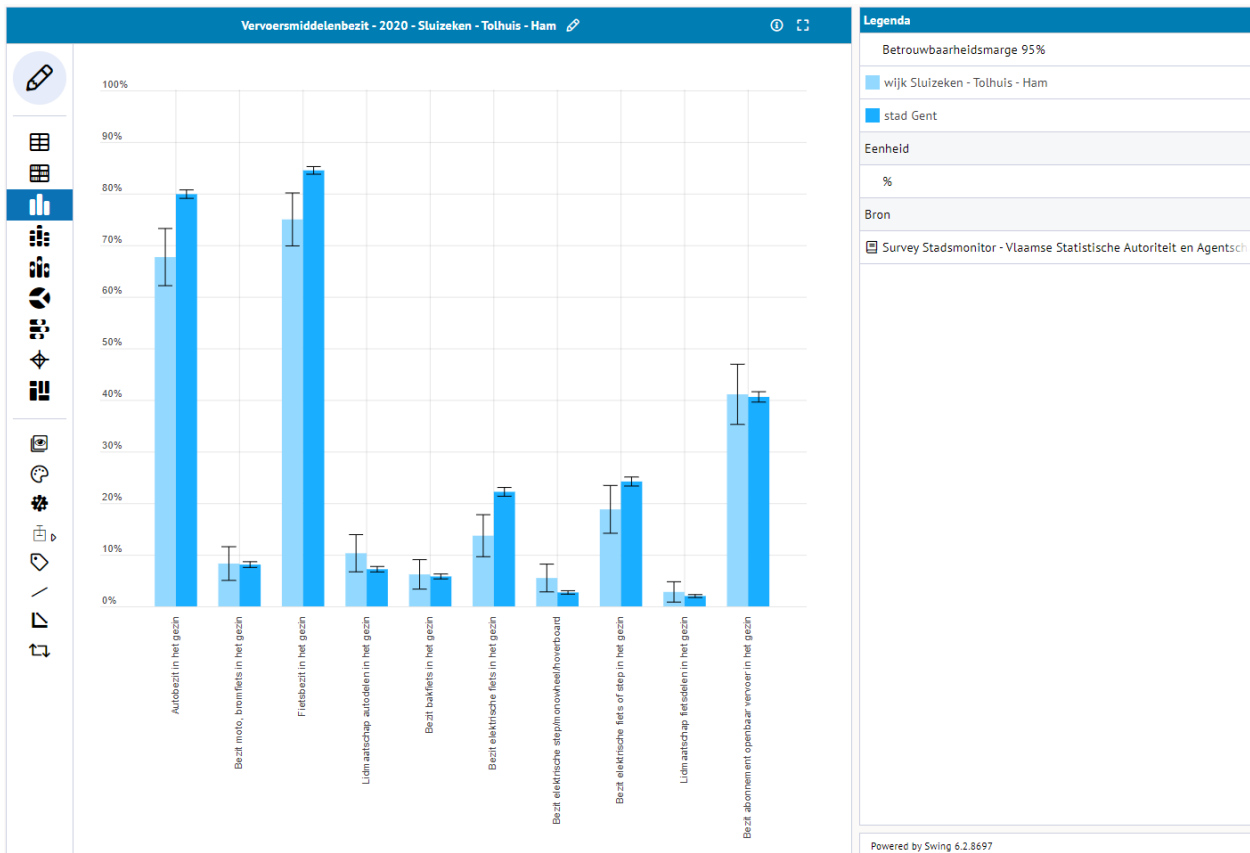 Vervoersmiddelenbezit - 2020 - Sluizeken - Tolhuis - Ham
100%
90%
80%
70%
60%
50%
40%
30%
20%
10%
0%
Autobezit in het gezin
Bezit moto, bromfiets in het gezin
Fietsbezit in het gezin
Lidmaatschap autodelen in het gezin
Bezit bakfiets in het gezin
Bezit elektrische fiets in het gezin
Bezit elektrische step/monowheel/hoverboard
Bezit elektrische fiets of step in het gezin
Lidmaatschap fietsdelen in het gezin
Bezit abonnement openbaar vervoer in het gezin
Legenda
Betrouwbaarheidsmarge 95%
wijk Sluizeken - Tolhuis - Ham
stad Gent
Eenheid
%
Bron
Survey Stadsmonitor - Vlaamse Statistische Autoriteit en Agentsch
Powered by Swing 6.2.8697